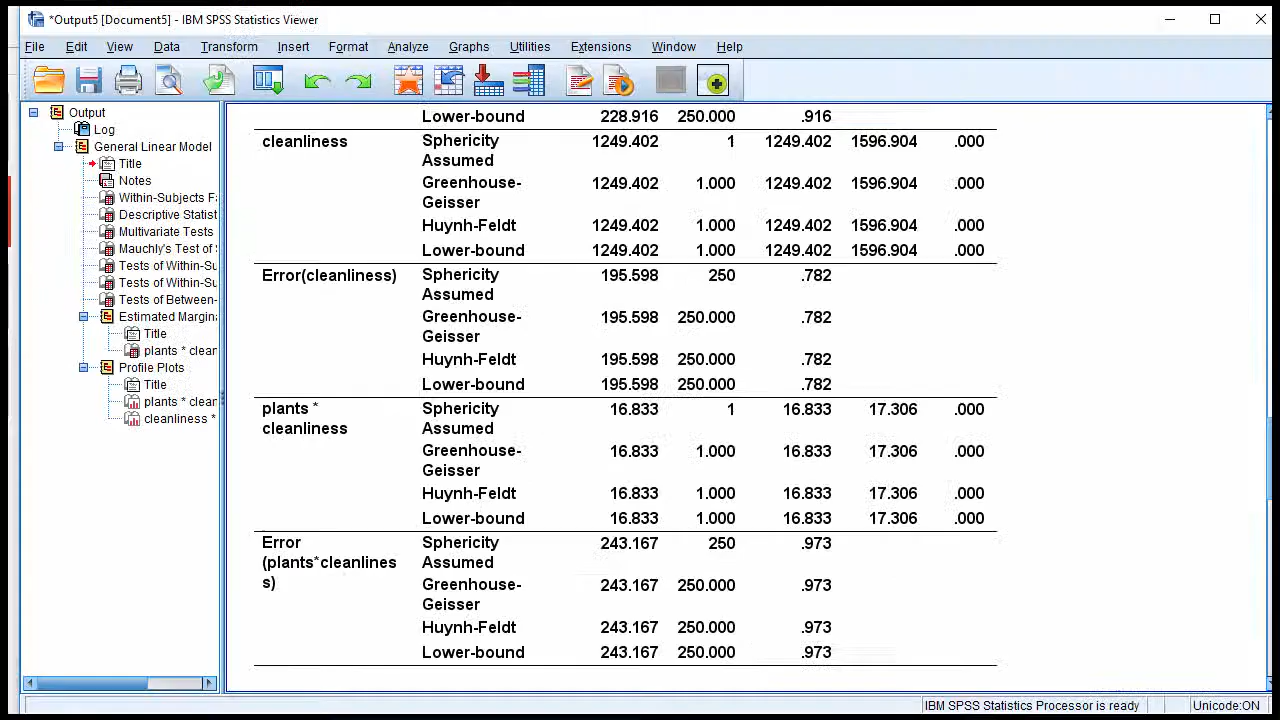 *Output5 [Document5] - IBM SPSS Statistics Viewer
File Edit View Data Transform Insert Format Analyze Graphs Utilities Extensions Window Help
Output
Log
General Linear Model
Title
Notes
Within-Subjects Fa
Descriptive Statist
Multivariate Tests
Mauchly's Test of
Tests of Within-Su
Tests of Within-Su
Tests of Between-
Estimated Margina
Title
plants * clean
Profile Plots
Title
plants * clean
cleanliness *
Lower-bound 228.916 250.000 .916
cleanliness Sphericity Assumed 1249.402 1 1249.402 1596.904 .000
Greenhouse-Geisser 1249.402 1.000 1249.402 1596.904 .000
Huynh-Feldt 1249.402 1.000 1249.402 1596.904 .000
Lower-bound 1249.402 1.000 1249.402 1596.904 .000
Error(cleanliness) Sphericity Assumed 195.598 250 .782
Greenhouse-Geisser 195.598 250.000 .782
Huynh-Feldt 195.598 250.000 .782
Lower-bound 195.598 250.000 .782
plants * cleanliness Sphericity Assumed 16.833 1 16.833 17.306 .000
Greenhouse-Geisser 16.833 1.000 16.833 17.306 .000
Huynh-Feldt 16.833 1.000 16.833 17.306 .000
Lower-bound 16.833 1.000 16.833 17.306 .000
Error (plants*cleanliness) Sphericity Assumed 243.167 250 .973
Greenhouse-Geisser 243.167 250.000 .973
Huynh-Feldt 243.167 250.000 .973
Lower-bound 243.167 250.000 .973
IBM SPSS Statistics Processor is ready Unicode:ON